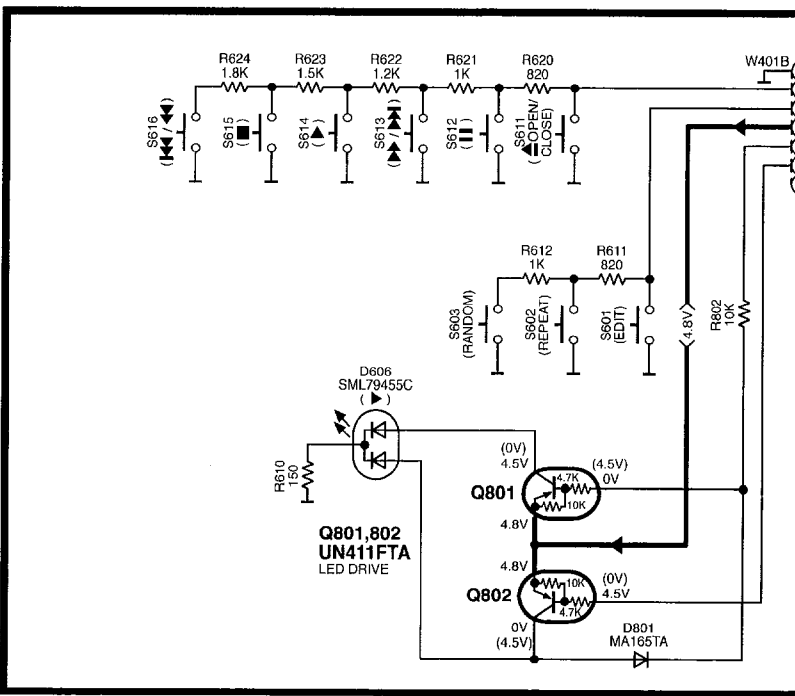 R624
1.8K
R623
1.5K
R622
1.2K
R621
1K
R620
820
W401B
S616
(⏮/◀◀)
S615
(■)
S614
(▶)
S613
(▶▶/⏭)
S612
(❚❚)
S611
(⏏OPEN/
CLOSE)
R612
1K
R611
820
S603
(RANDOM)
S602
(REPEAT)
S601
(EDIT)
4.8V
R802
10K
D606
SML79455C
(▶)
R610
150
(0V)
4.5V
(4.5V)
0V
4.7K
10K
Q801
4.8V
Q801,802
UN411FTA
LED DRIVE
4.8V
10K
4.7K
(0V)
4.5V
Q802
0V
(4.5V)
D801
MA165TA